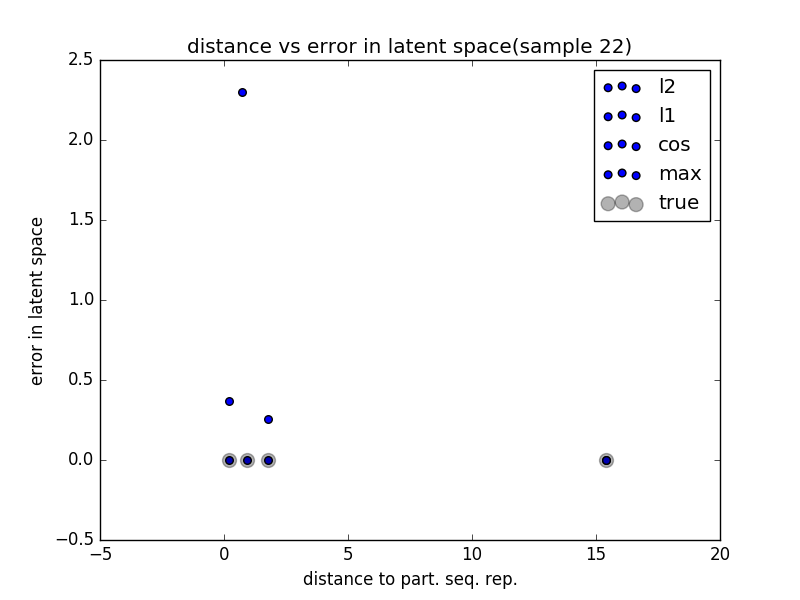 distance vs error in latent space(sample 22)
2.5
2.0
1.5
1.0
0.5
0.0
−0.5
error in latent space
l2
l1
cos
max
true
−5
0
5
10
15
20
distance to part. seq. rep.